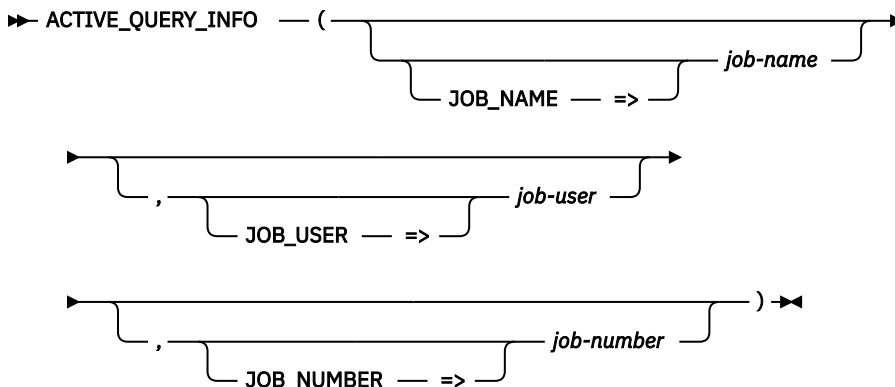 ACTIVE_QUERY_INFO (
job-name
JOB_NAME =>
, job-user
JOB_USER =>
)
, job-number
JOB_NUMBER =>